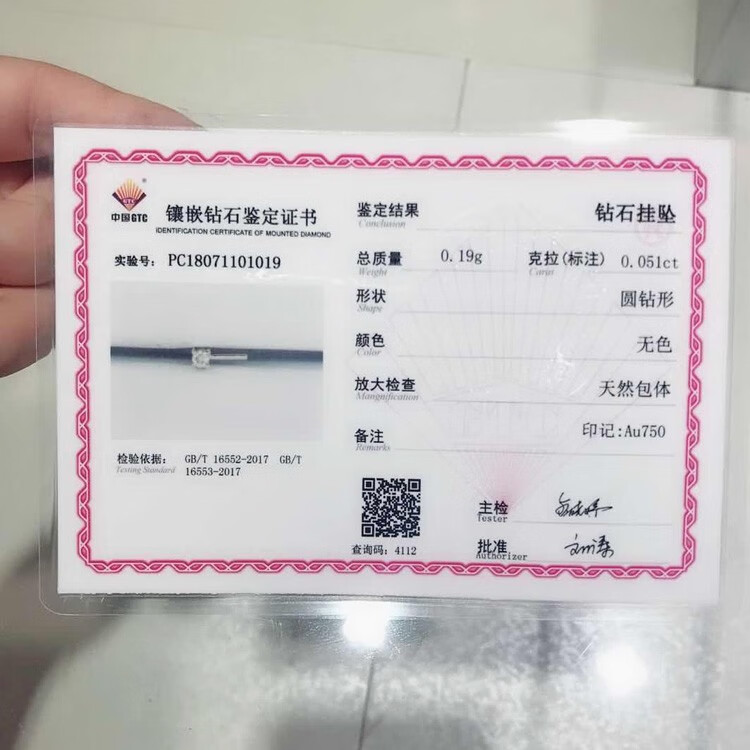 中国GTC
镶嵌钻石鉴定证书
IDENTIFICATION CERTIFICATE OF MOUNTED DIAMOND
实验号: PC18071101019
检验依据: GB/T 16552-2017 GB/T
Testing Standard 16553-2017
鉴定结果 钻石挂坠
Conclusion
总质量 0.19g 克拉(标注) 0.051ct
Weight Carat
形状 圆钻形
Shape
颜色 无色
Color
放大检查 天然包体
Mangnification
备注 印记:Au750
Remarks
查询码: 4112
主检
Tester
批准
Authorizer